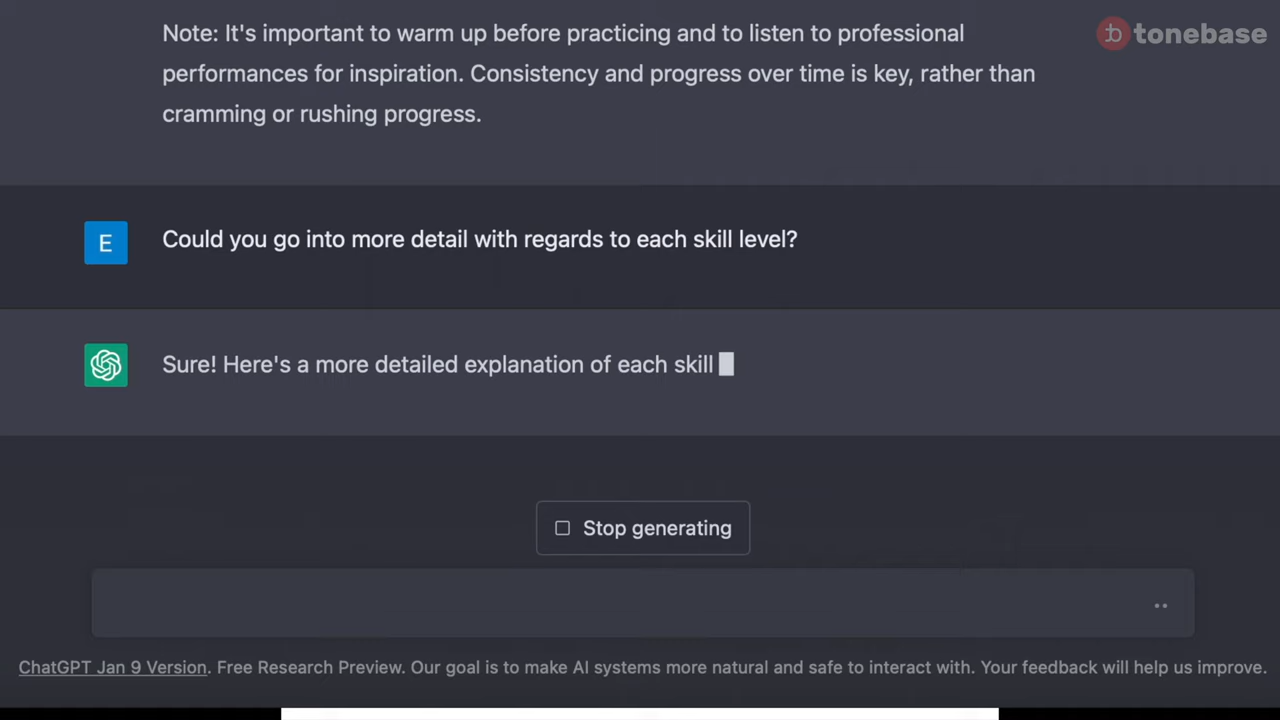 tonebase
Note: It's important to warm up before practicing and to listen to professional
performances for inspiration. Consistency and progress over time is key, rather than
cramming or rushing progress.
E
Could you go into more detail with regards to each skill level?
Sure! Here's a more detailed explanation of each skill
Stop generating
ChatGPT Jan 9 Version. Free Research Preview. Our goal is to make AI systems more natural and safe to interact with. Your feedback will help us improve.